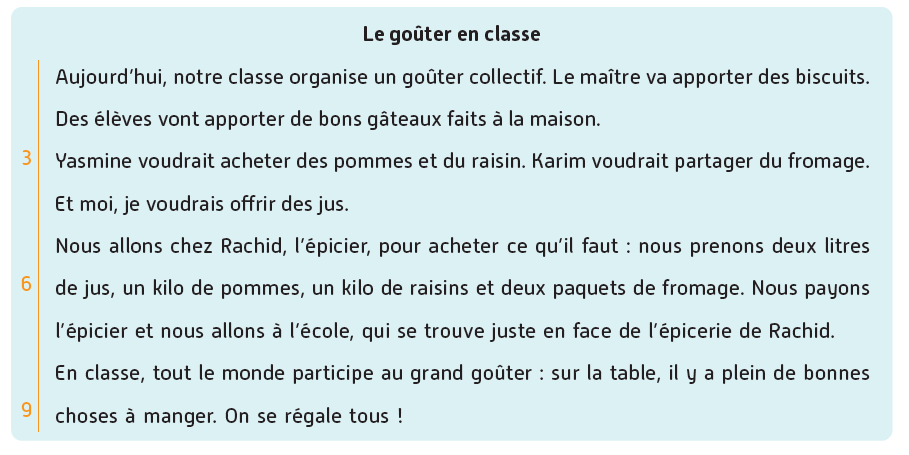 Le goûter en classe
Aujourd'hui, notre classe organise un goûter collectif. Le maître va apporter des biscuits.
Des élèves vont apporter de bons gâteaux faits à la maison.
3 Yasmine voudrait acheter des pommes et du raisin. Karim voudrait partager du fromage.
Et moi, je voudrais offrir des jus.
Nous allons chez Rachid, l'épicier, pour acheter ce qu'il faut : nous prenons deux litres
6 de jus, un kilo de pommes, un kilo de raisins et deux paquets de fromage. Nous payons
l'épicier et nous allons à l'école, qui se trouve juste en face de l'épicerie de Rachid.
En classe, tout le monde participe au grand goûter : sur la table, il y a plein de bonnes
9 choses à manger. On se régale tous !